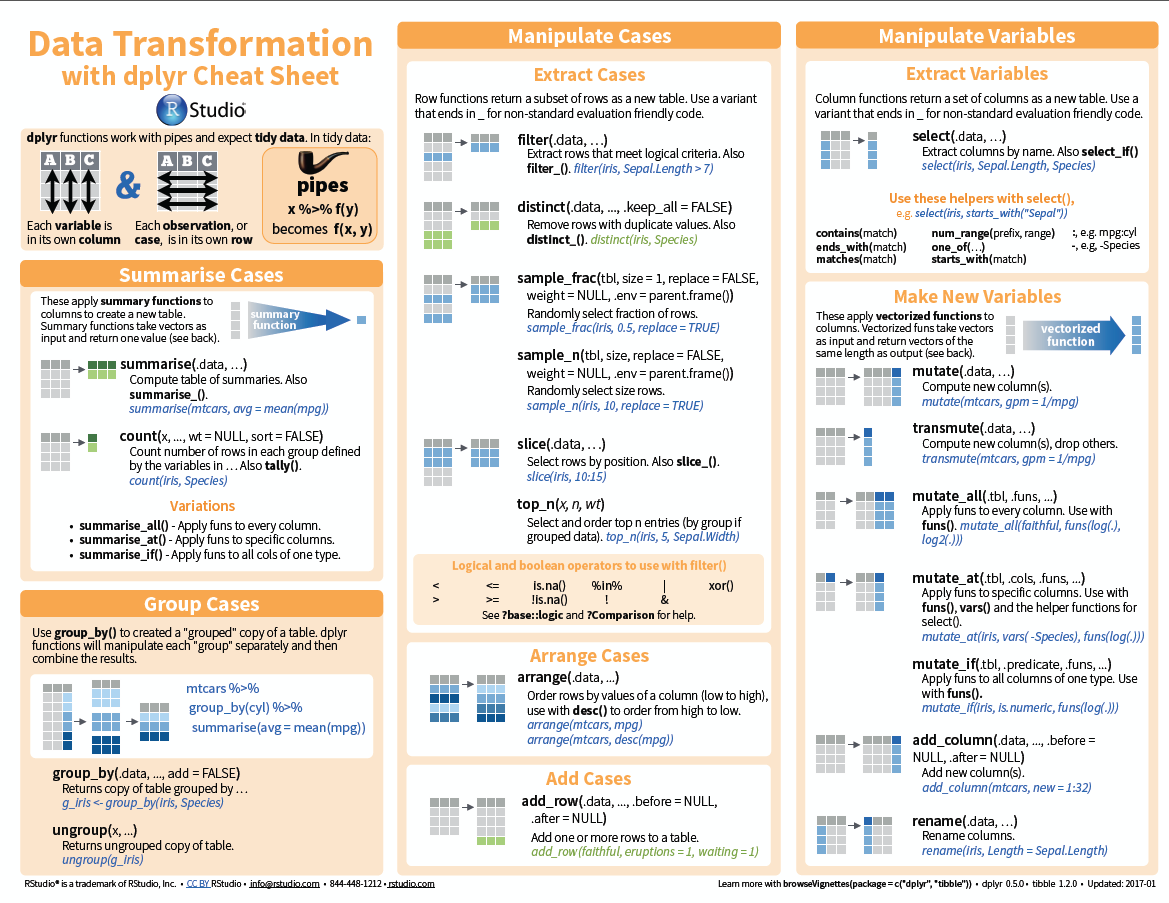 Data Transformation
with dplyr Cheat Sheet
R Studio
dplyr functions work with pipes and expect tidy data. In tidy data:
A B C
&
A B C
pipes
x %>% f(y)
becomes f(x, y)
Each variable is
in its own column
Each observation, or
case, is in its own row
Summarise Cases
These apply summary functions to
columns to create a new table.
Summary functions take vectors as
input and return one value (see back).
summary
function
summarise(.data, …)
Compute table of summaries. Also
summarise_().
summarise(mtcars, avg = mean(mpg))
count(x, ..., wt = NULL, sort = FALSE)
Count number of rows in each group defined
by the variables in … Also tally().
count(iris, Species)
Variations
• summarise_all() - Apply funs to every column.
• summarise_at() - Apply funs to specific columns.
• summarise_if() - Apply funs to all cols of one type.
Group Cases
Use group_by() to created a "grouped" copy of a table. dplyr
functions will manipulate each "group" separately and then
combine the results.
mtcars %>%
group_by(cyl) %>%
summarise(avg = mean(mpg))
group_by(.data, ..., add = FALSE)
Returns copy of table grouped by …
g_iris <- group_by(iris, Species)
ungroup(x, ...)
Returns ungrouped copy of table.
ungroup(g_iris)
Manipulate Cases
Extract Cases
Row functions return a subset of rows as a new table. Use a variant
that ends in _ for non-standard evaluation friendly code.
filter(.data, …)
Extract rows that meet logical criteria. Also
filter_(). filter(iris, Sepal.Length > 7)
distinct(.data, ..., .keep_all = FALSE)
Remove rows with duplicate values. Also
distinct_(). distinct(iris, Species)
sample_frac(tbl, size = 1, replace = FALSE,
weight = NULL, .env = parent.frame())
Randomly select fraction of rows.
sample_frac(iris, 0.5, replace = TRUE)
sample_n(tbl, size, replace = FALSE,
weight = NULL, .env = parent.frame())
Randomly select size rows.
sample_n(iris, 10, replace = TRUE)
slice(.data, …)
Select rows by position. Also slice_().
slice(iris, 10:15)
top_n(x, n, wt)
Select and order top n entries (by group if
grouped data). top_n(iris, 5, Sepal.Width)
Logical and boolean operators to use with filter()
< <= is.na() %in% | xor()
> >= !is.na() ! &
See ?base::logic and ?Comparison for help.
Arrange Cases
arrange(.data, ...)
Order rows by values of a column (low to high),
use with desc() to order from high to low.
arrange(mtcars, mpg)
arrange(mtcars, desc(mpg))
Add Cases
add_row(.data, ..., .before = NULL,
.after = NULL)
Add one or more rows to a table.
add_row(faithful, eruptions = 1, waiting = 1)
Manipulate Variables
Extract Variables
Column functions return a set of columns as a new table. Use a
variant that ends in _ for non-standard evaluation friendly code.
select(.data, …)
Extract columns by name. Also select_if()
select(iris, Sepal.Length, Species)
Use these helpers with select(),
e.g. select(iris, starts_with("Sepal"))
contains(match) num_range(prefix, range) :, e.g. mpg:cyl
ends_with(match) one_of(…) -, e.g, -Species
matches(match) starts_with(match)
Make New Variables
These apply vectorized functions to
columns. Vectorized funs take vectors
as input and return vectors of the
same length as output (see back).
vectorized
function
mutate(.data, …)
Compute new column(s).
mutate(mtcars, gpm = 1/mpg)
transmute(.data, …)
Compute new column(s), drop others.
transmute(mtcars, gpm = 1/mpg)
mutate_all(.tbl, .funs, ...)
Apply funs to every column. Use with
funs(). mutate_all(faithful, funs(log(.),
log2(.)))
mutate_at(.tbl, .cols, .funs, ...)
Apply funs to specific columns. Use with
funs(), vars() and the helper functions for
select().
mutate_at(iris, vars( -Species), funs(log(.)))
mutate_if(.tbl, .predicate, .funs, ...)
Apply funs to all columns of one type. Use
with funs().
mutate_if(iris, is.numeric, funs(log(.)))
add_column(.data, ..., .before =
NULL, .after = NULL)
Add new column(s).
add_column(mtcars, new = 1:32)
rename(.data, …)
Rename columns.
rename(iris, Length = Sepal.Length)
RStudio® is a trademark of RStudio, Inc. • CC BY RStudio • info@rstudio.com • 844-448-1212 • rstudio.com
Learn more with browseVignettes(package = c("dplyr", "tibble")) • dplyr 0.5.0 • tibble 1.2.0 • Updated: 2017-01